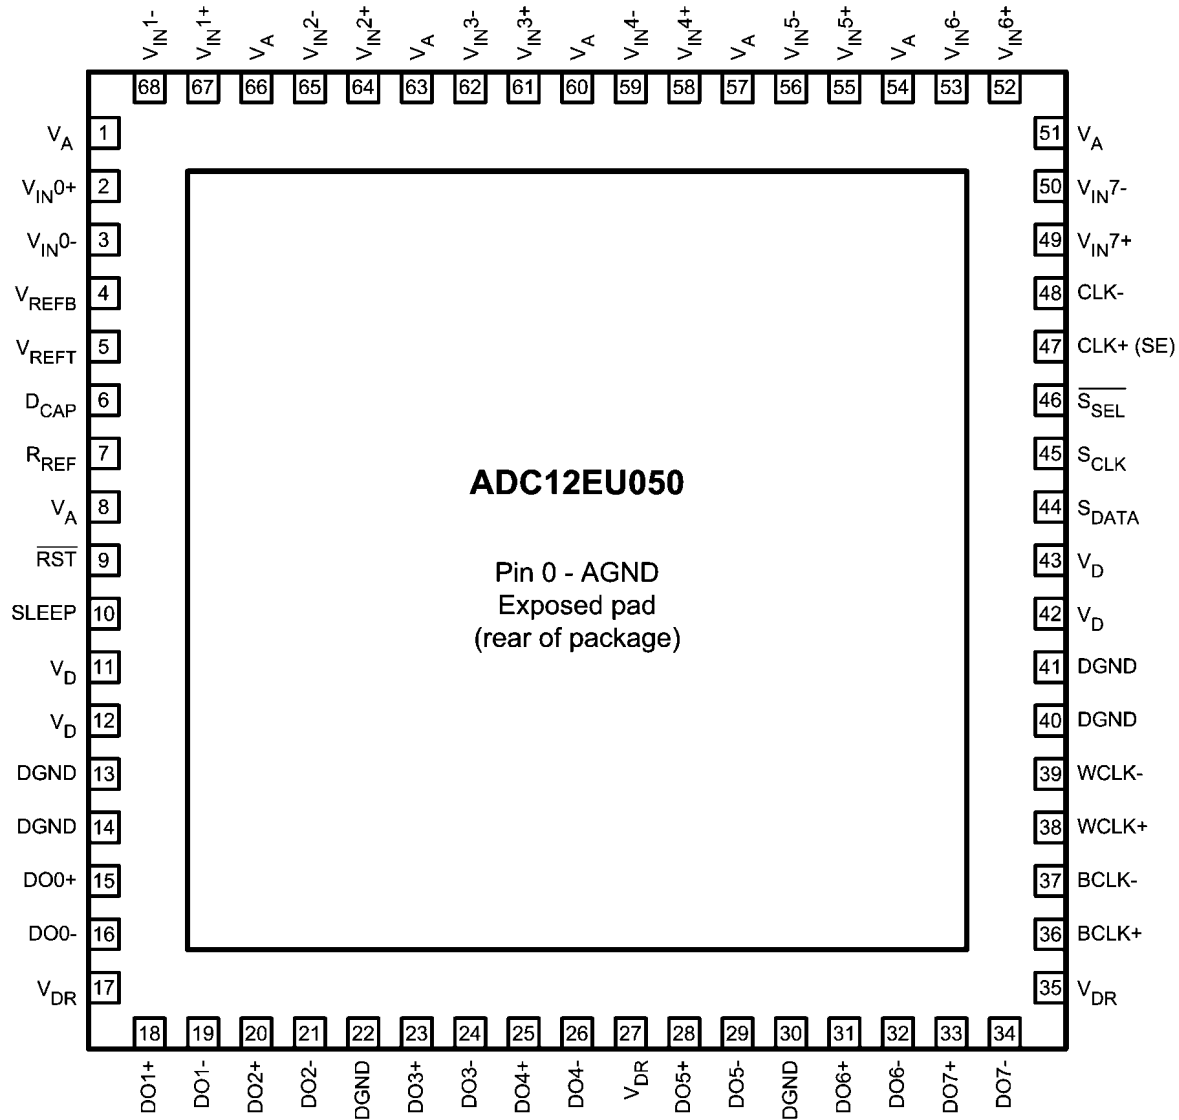 VIN1-
VIN1+
VA
VIN2-
VIN2+
VA
VIN3-
VIN3+
VA
VIN4-
VIN4+
VA
VIN5-
VIN5+
VA
VIN6-
VIN6+
68 67 66 65 64 63 62 61 60 59 58 57 56 55 54 53 52
VA 1
51 VA
VIN0+ 2
50 VIN7-
VIN0- 3
49 VIN7+
VREFB 4
48 CLK-
VREFT 5
47 CLK+ (SE)
DCAP 6
46 SSEL
RREF 7
45 SCLK
VA 8
44 SDATA
RST 9
43 VD
SLEEP 10
42 VD
VD 11
41 DGND
VD 12
40 DGND
DGND 13
39 WCLK-
DGND 14
38 WCLK+
DO0+ 15
37 BCLK-
DO0- 16
36 BCLK+
VDR 17
35 VDR
ADC12EU050
Pin 0 - AGND
Exposed pad
(rear of package)
18 19 20 21 22 23 24 25 26 27 28 29 30 31 32 33 34
DO1+
DO1-
DO2+
DO2-
DGND
DO3+
DO3-
DO4+
DO4-
VDR
DO5+
DO5-
DGND
DO6+
DO6-
DO7+
DO7-